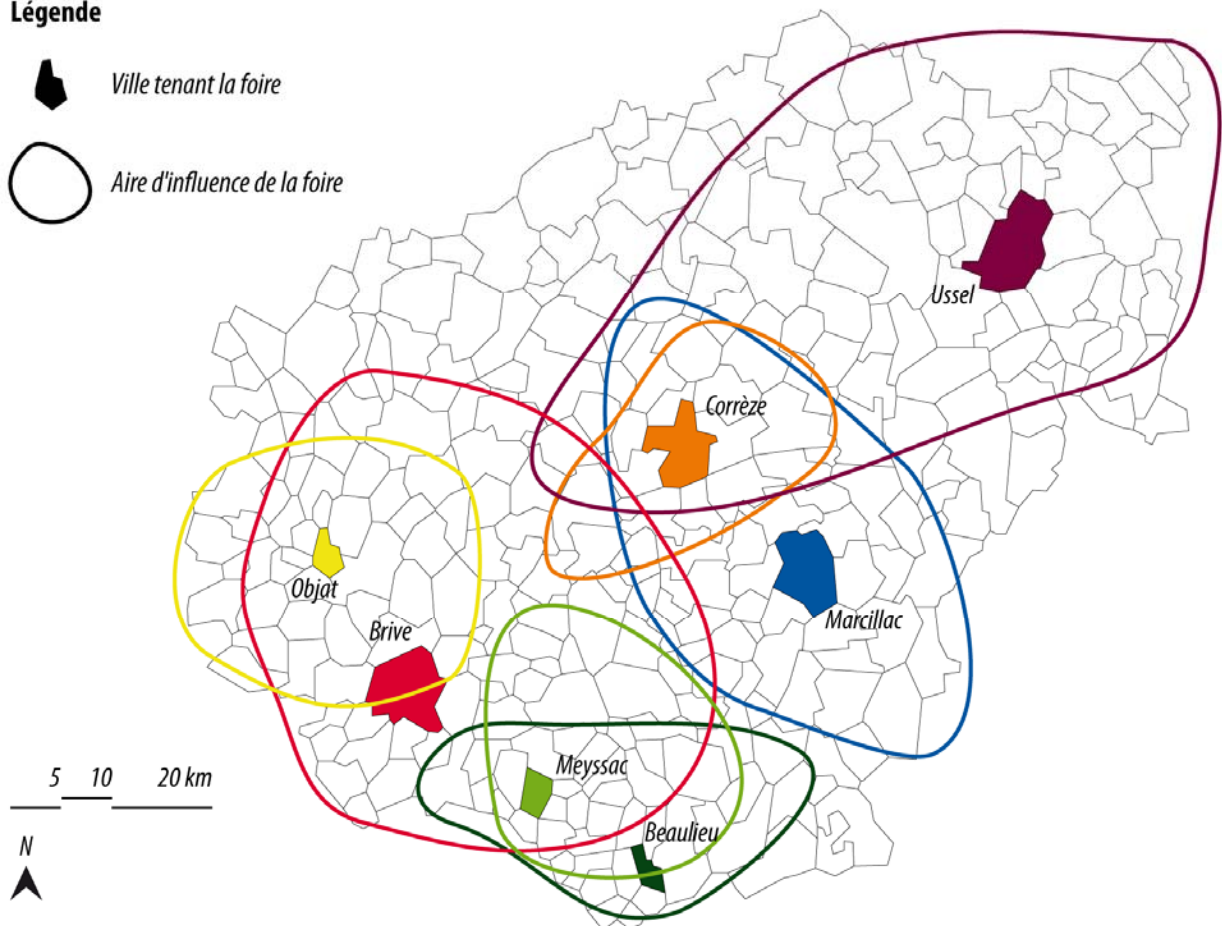 Légende
Ville tenant la foire
Aire d'influence de la foire
Ussel
Corrèze
Objat
Marcillac
Brive
Meyssac
5 10 20 km
Beaulieu
N